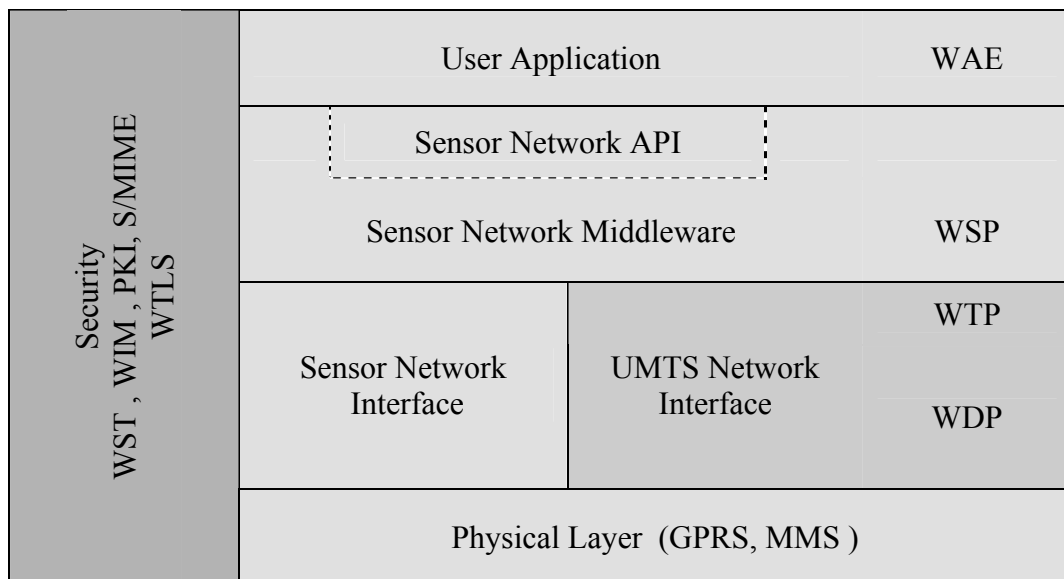 Security
WST , WIM , PKI, S/MIME
WTLS
User Application
WAE
Sensor Network API
Sensor Network Middleware
WSP
Sensor Network
Interface
UMTS Network
Interface
WTP
WDP
Physical Layer (GPRS, MMS )